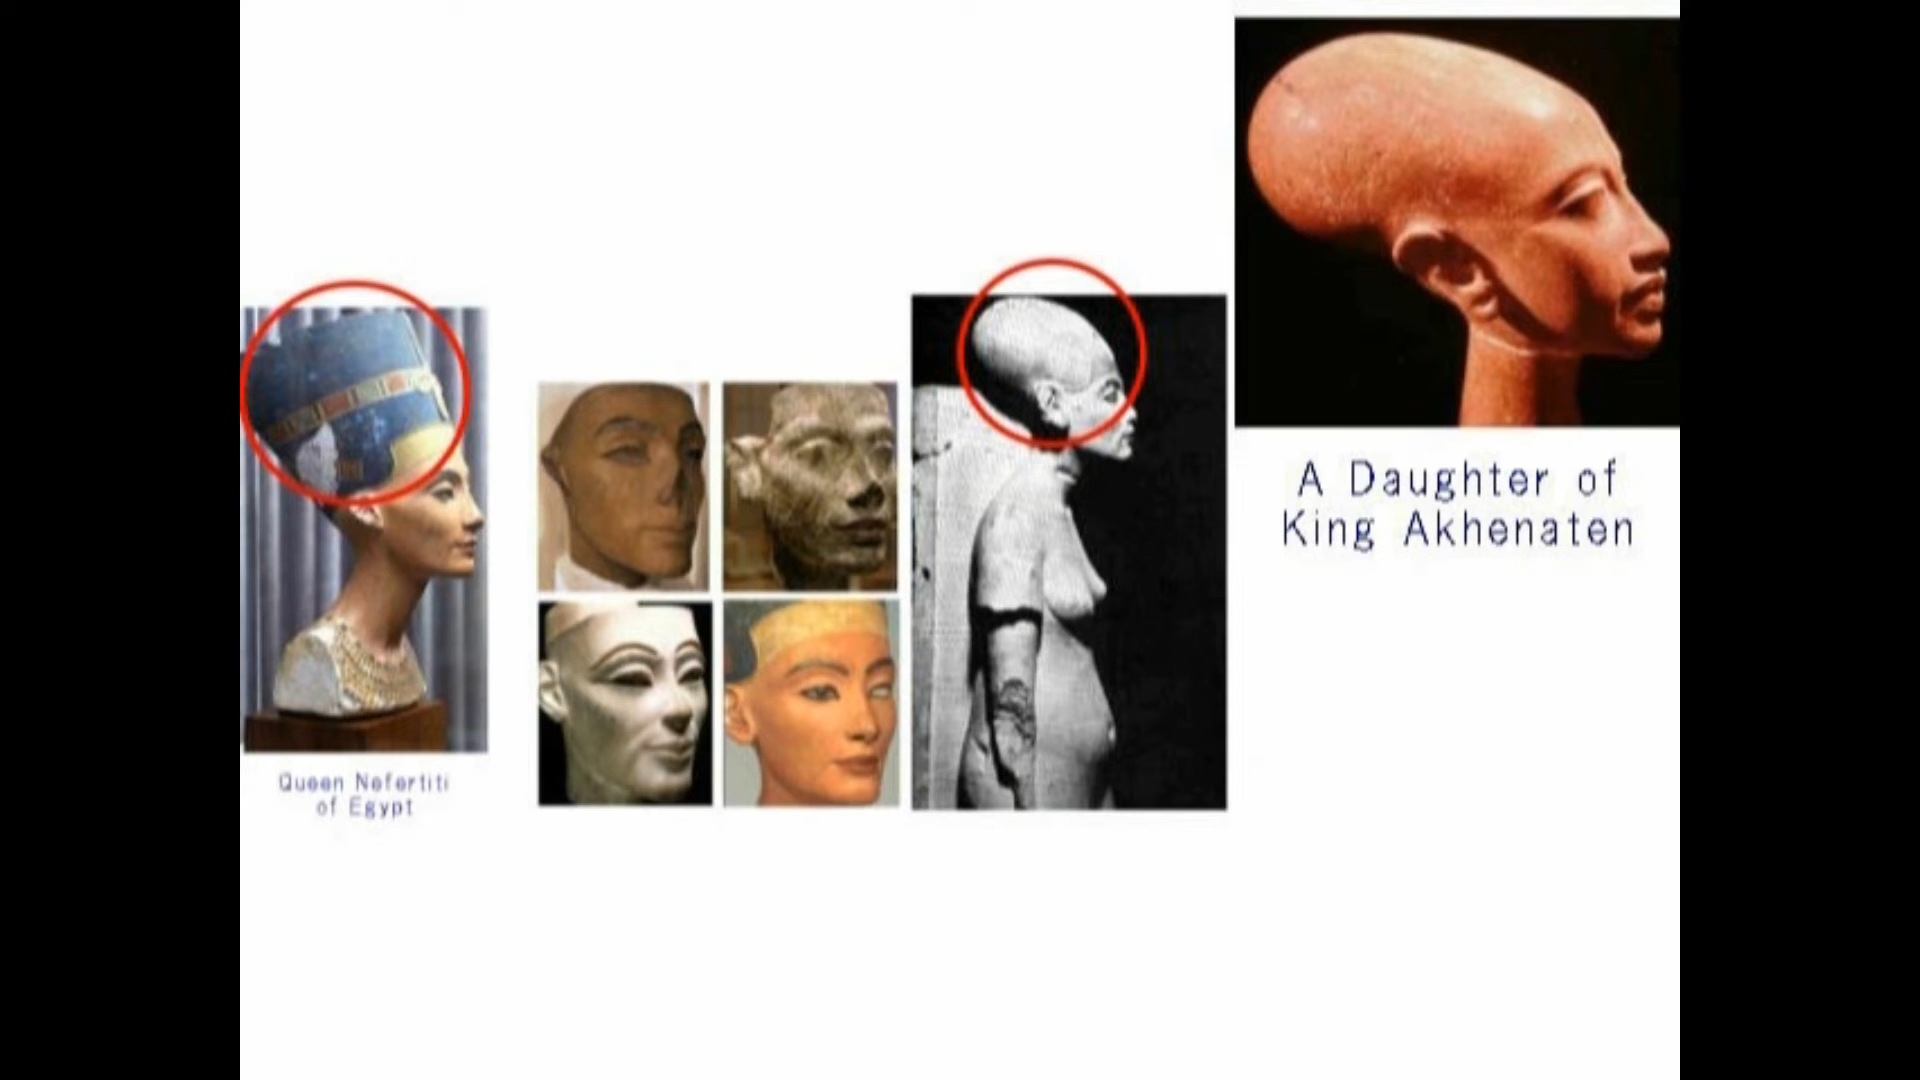 Queen Nefertiti
of Egypt
A Daughter of
King Akhenaten